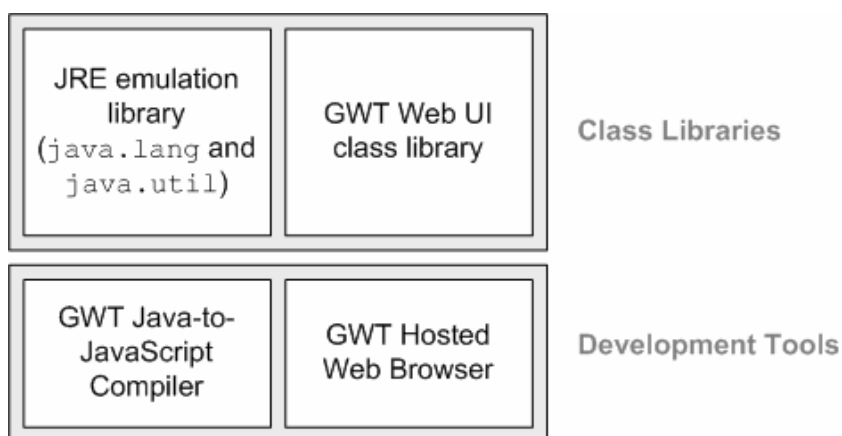 JRE emulation
library
(java.lang and
java.util)
GWT Web UI
class library
Class Libraries
GWT Java-to-
JavaScript
Compiler
GWT Hosted
Web Browser
Development Tools